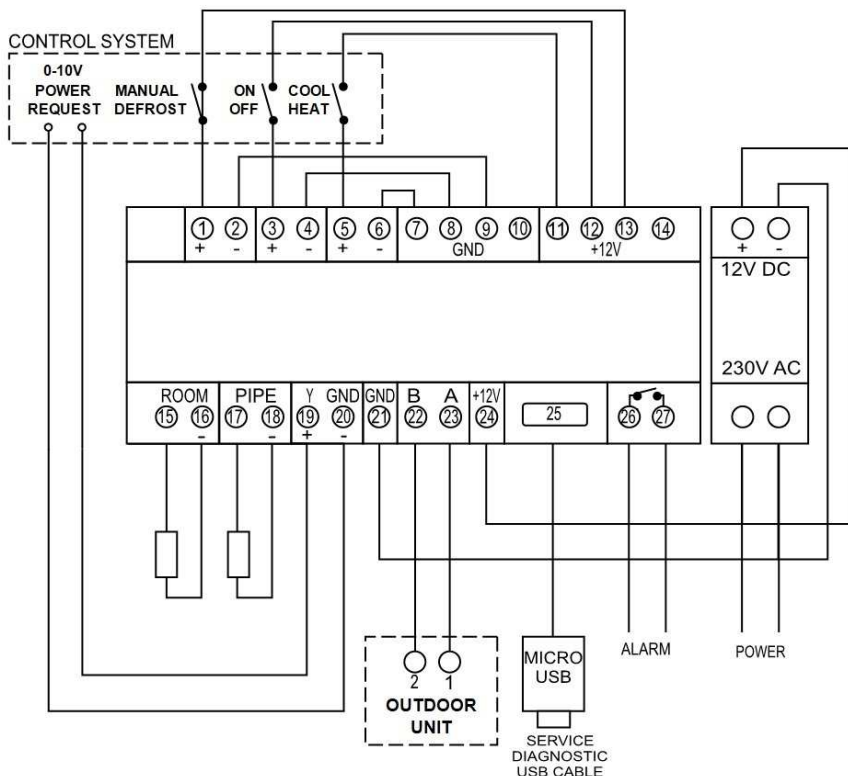 CONTROL SYSTEM
0-10V
POWER
REQUEST
MANUAL
DEFROST
ON
OFF
COOL
HEAT
1 2 3 4 5 6 7 8 9 10 11 12 13 14
+ - + - + - GND +12V
+ -
12V DC
230V AC
ROOM PIPE Y GND GND B A +12V
15 16 17 18 19 20 21 22 23 24 25 26 27
- - + -
2 1
OUTDOOR
UNIT
MICRO
USB
SERVICE
DIAGNOSTIC
USB CABLE
ALARM
POWER